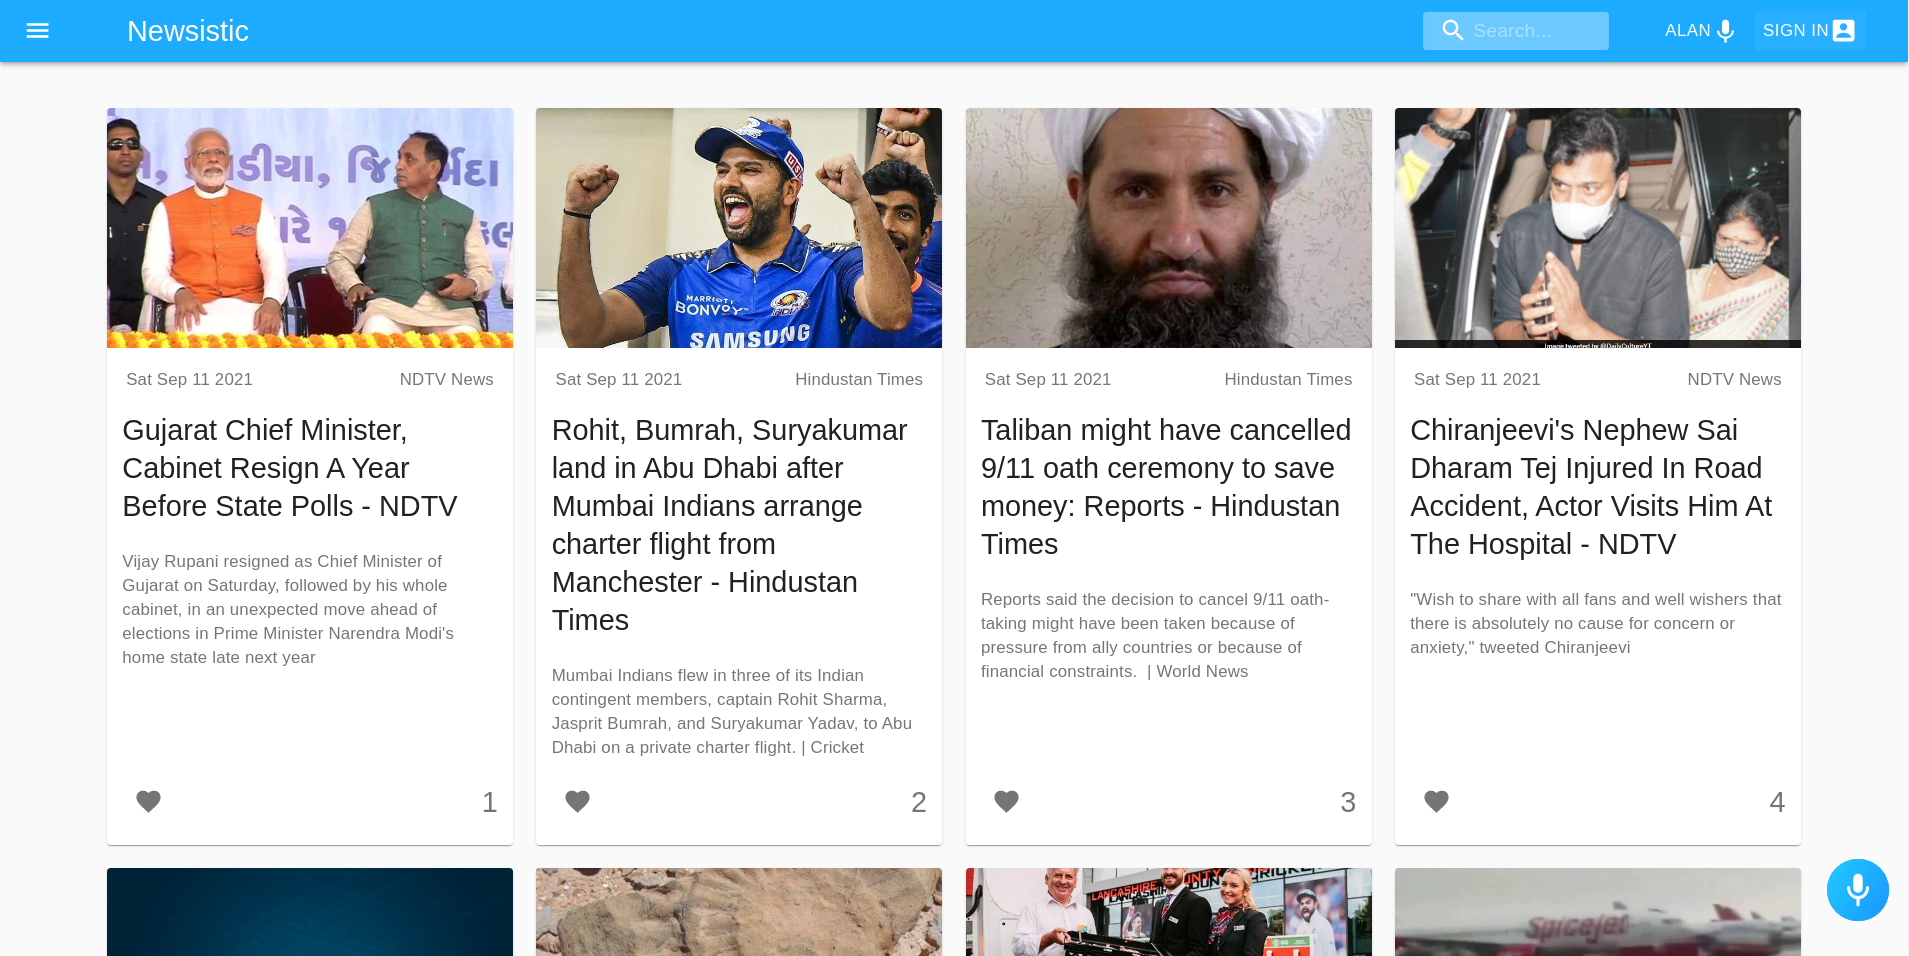 Newsistic
Search...
ALAN
SIGN IN
MARRIOTT
BONVOY
SAMSUNG
Image tweeted by @DailyCultureYT
Sat Sep 11 2021
NDTV News
Gujarat Chief Minister,
Cabinet Resign A Year
Before State Polls - NDTV
Vijay Rupani resigned as Chief Minister of
Gujarat on Saturday, followed by his whole
cabinet, in an unexpected move ahead of
elections in Prime Minister Narendra Modi's
home state late next year
1
Sat Sep 11 2021
Hindustan Times
Rohit, Bumrah, Suryakumar
land in Abu Dhabi after
Mumbai Indians arrange
charter flight from
Manchester - Hindustan
Times
Mumbai Indians flew in three of its Indian
contingent members, captain Rohit Sharma,
Jasprit Bumrah, and Suryakumar Yadav, to Abu
Dhabi on a private charter flight. | Cricket
2
Sat Sep 11 2021
Hindustan Times
Taliban might have cancelled
9/11 oath ceremony to save
money: Reports - Hindustan
Times
Reports said the decision to cancel 9/11 oath-
taking might have been taken because of
pressure from ally countries or because of
financial constraints.  | World News
3
Sat Sep 11 2021
NDTV News
Chiranjeevi's Nephew Sai
Dharam Tej Injured In Road
Accident, Actor Visits Him At
The Hospital - NDTV
"Wish to share with all fans and well wishers that
there is absolutely no cause for concern or
anxiety," tweeted Chiranjeevi
4
LANCASHIRE
SpiceJet